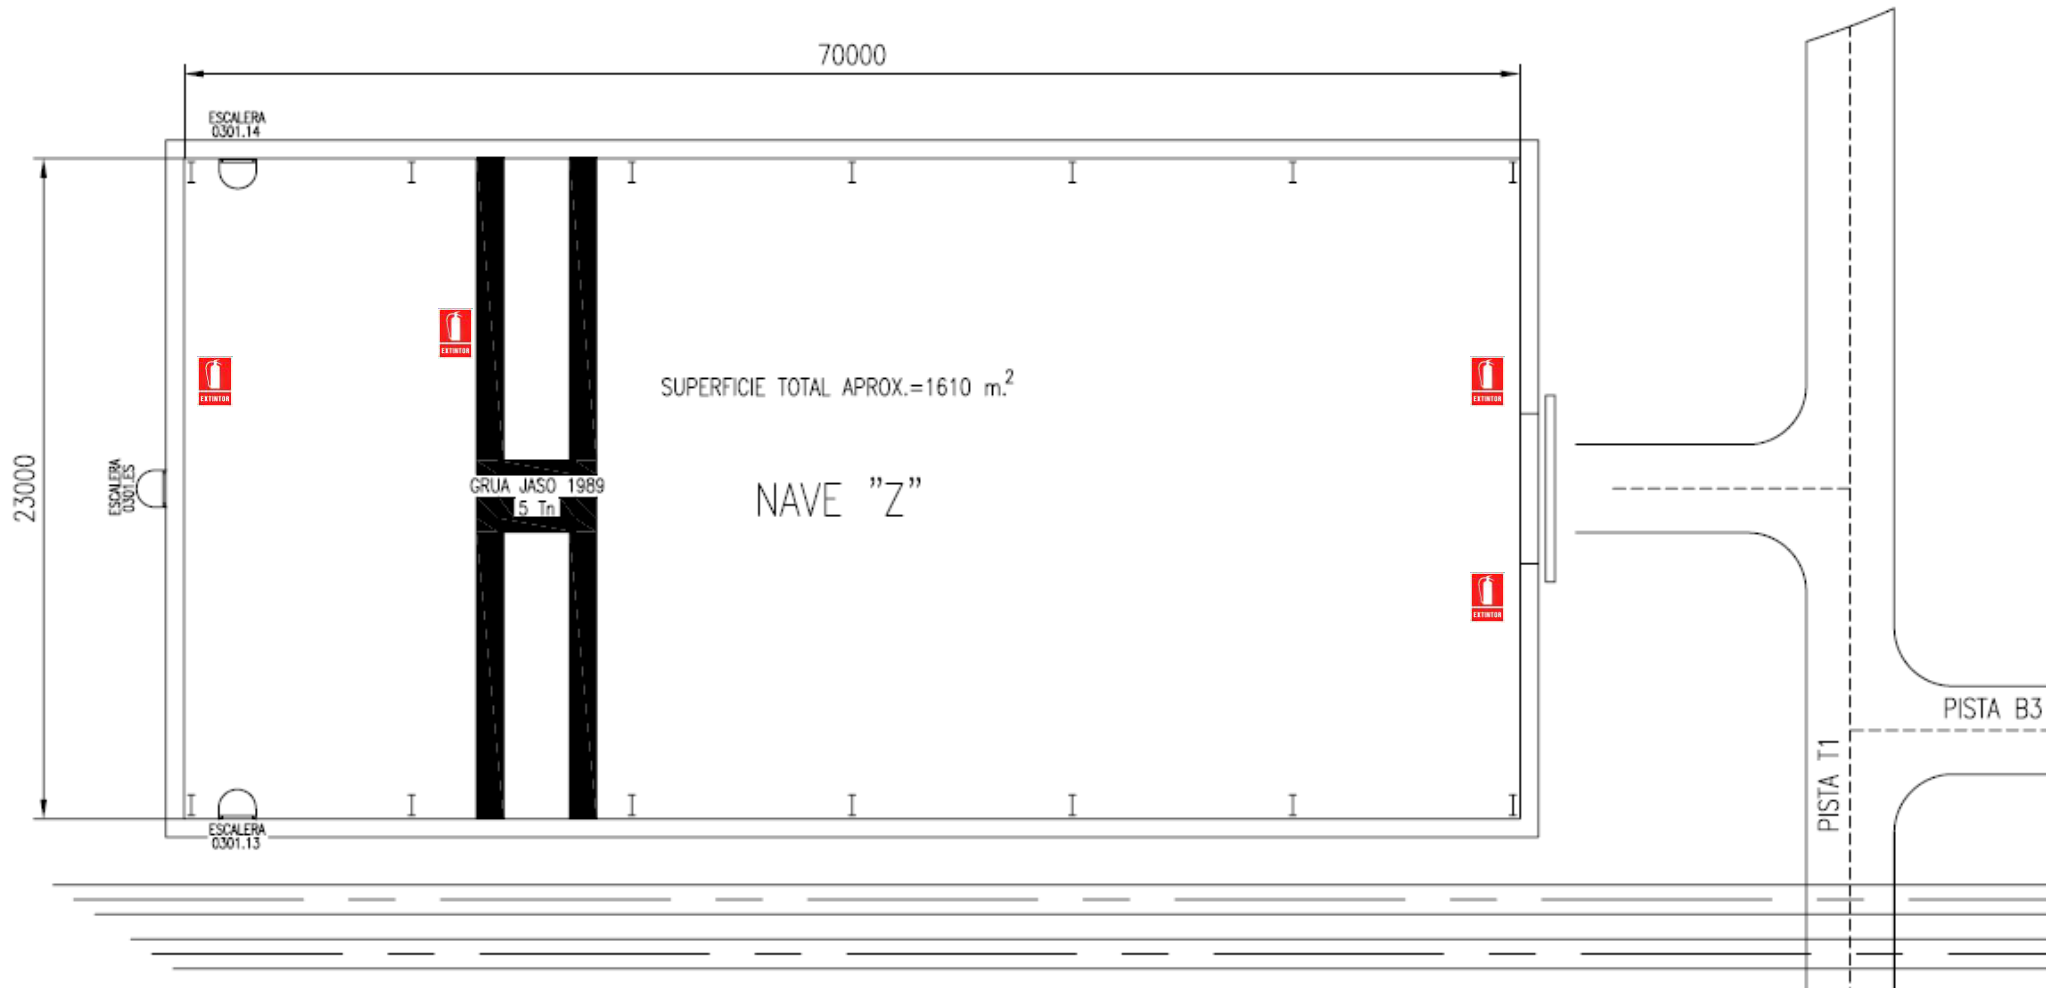 70000
ESCALERA
0301.14
EXTINTOR
EXTINTOR
SUPERFICIE TOTAL APROX.=1610 m.²
EXTINTOR
23000
ESCALERA
0301.ES
GRUA JASO 1989
5 Tn
NAVE "Z"
EXTINTOR
PISTA B3
PISTA T1
ESCALERA
0301.13